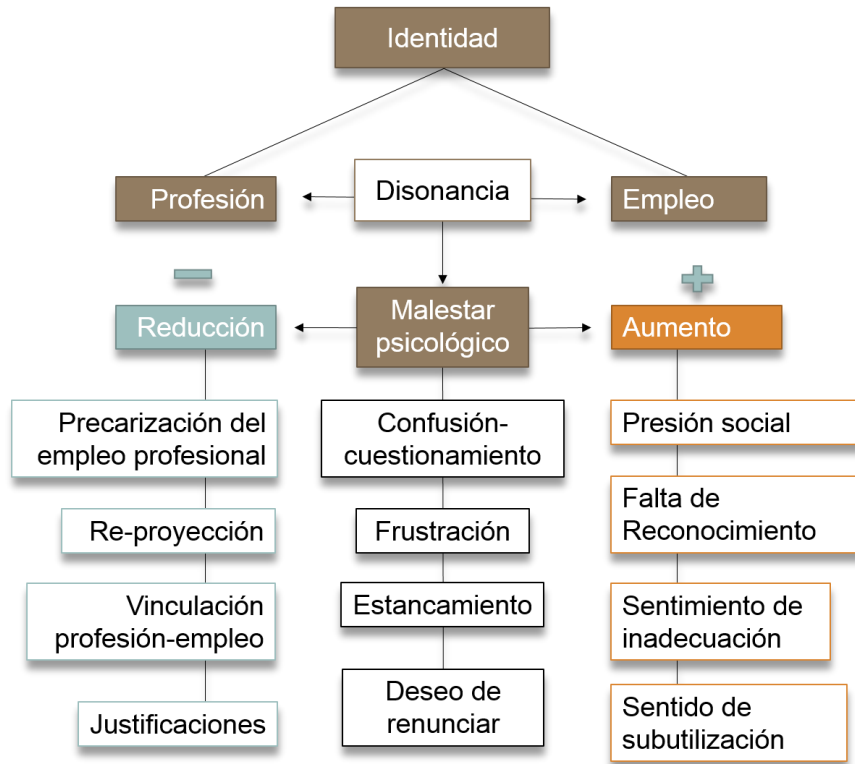 Identidad
Profesión
Disonancia
Empleo
Reducción
Malestar
psicológico
Aumento
Precarización del
empleo profesional
Re-proyección
Vinculación
profesión-empleo
Justificaciones
Confusión-
cuestionamiento
Frustración
Estancamiento
Deseo de
renunciar
Presión social
Falta de
Reconocimiento
Sentimiento de
inadecuación
Sentido de
subutilización